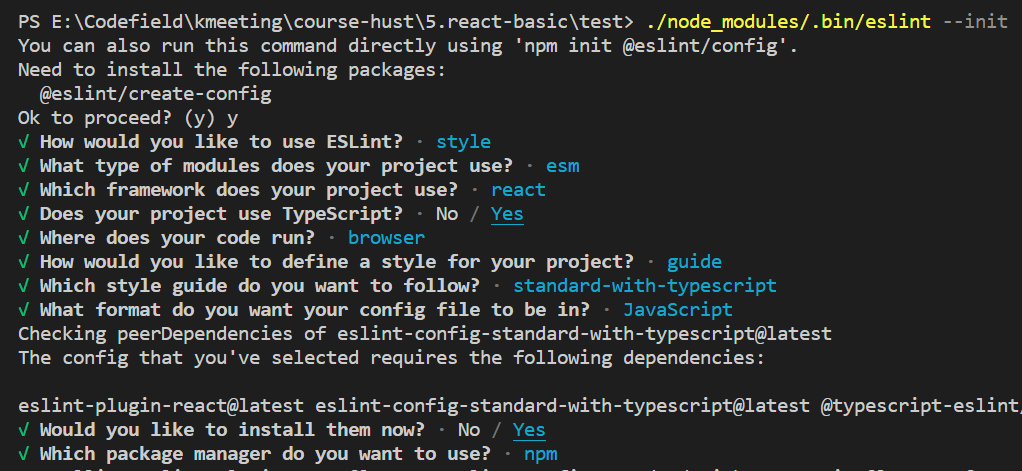 PS E:\Codefield\kmeeting\course-hust\5.react-basic\test> ./node_modules/.bin/eslint --init
You can also run this command directly using 'npm init @eslint/config'.
Need to install the following packages:
  @eslint/create-config
Ok to proceed? (y) y
√ How would you like to use ESLint? · style
√ What type of modules does your project use? · esm
√ Which framework does your project use? · react
√ Does your project use TypeScript? · No / Yes
√ Where does your code run? · browser
√ How would you like to define a style for your project? · guide
√ Which style guide do you want to follow? · standard-with-typescript
√ What format do you want your config file to be in? · JavaScript
Checking peerDependencies of eslint-config-standard-with-typescript@latest
The config that you've selected requires the following dependencies:

eslint-plugin-react@latest eslint-config-standard-with-typescript@latest @typescript-eslint/
√ Would you like to install them now? · No / Yes
√ Which package manager do you want to use? · npm